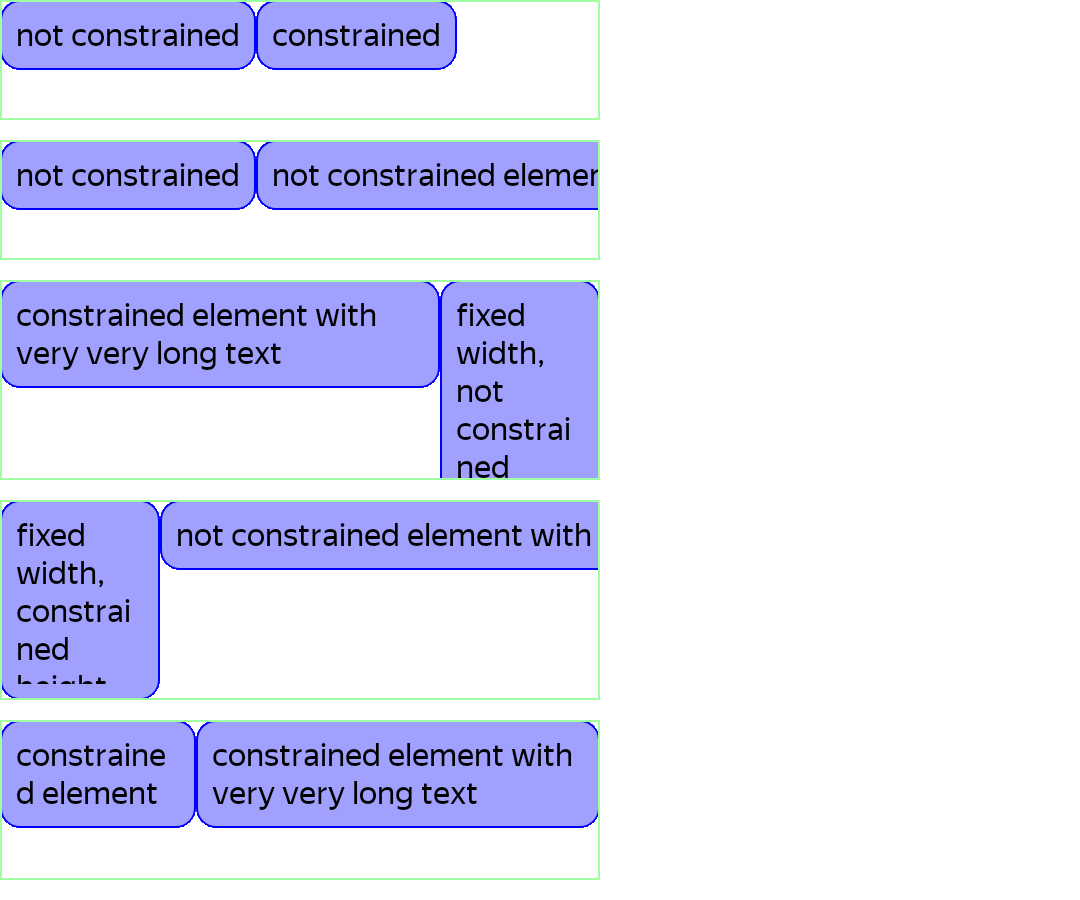 not constrained
constrained
not constrained
not constrained elemen
constrained element with
very very long text
fixed
width,
not
constrai
ned
fixed
width,
constrai
ned
height
not constrained element with
constraine
d element
constrained element with
very very long text